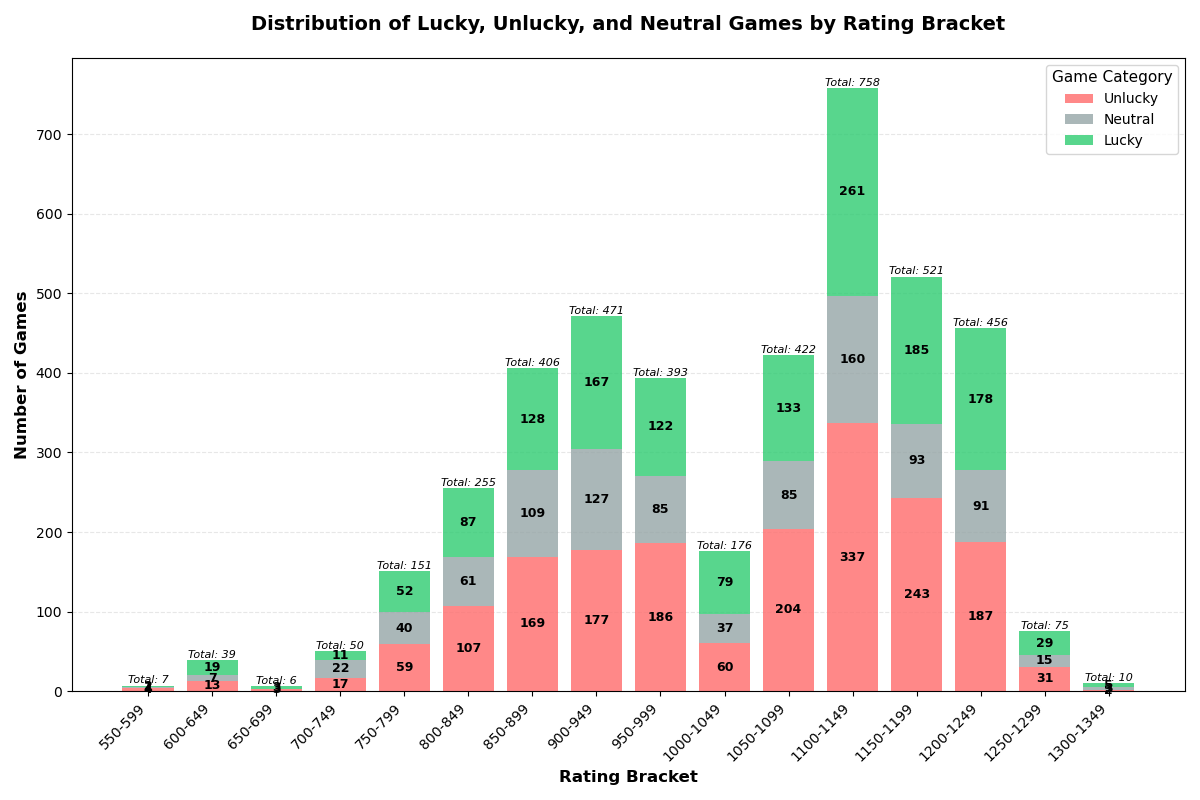 Distribution of Lucky, Unlucky, and Neutral Games by Rating Bracket
Game Category
Unlucky
Neutral
Lucky
Number of Games
700
600
500
400
300
200
100
0
Total: 7
Total: 39
19
7
13
Total: 6
Total: 50
11
22
17
Total: 151
52
40
59
Total: 255
87
61
107
Total: 406
128
109
169
Total: 471
167
127
177
Total: 393
122
85
186
Total: 176
79
37
60
Total: 422
133
85
204
Total: 758
261
160
337
Total: 521
185
93
243
Total: 456
178
91
187
Total: 75
29
15
31
Total: 10
550-599
600-649
650-699
700-749
750-799
800-849
850-899
900-949
950-999
1000-1049
1050-1099
1100-1149
1150-1199
1200-1249
1250-1299
1300-1349
Rating Bracket